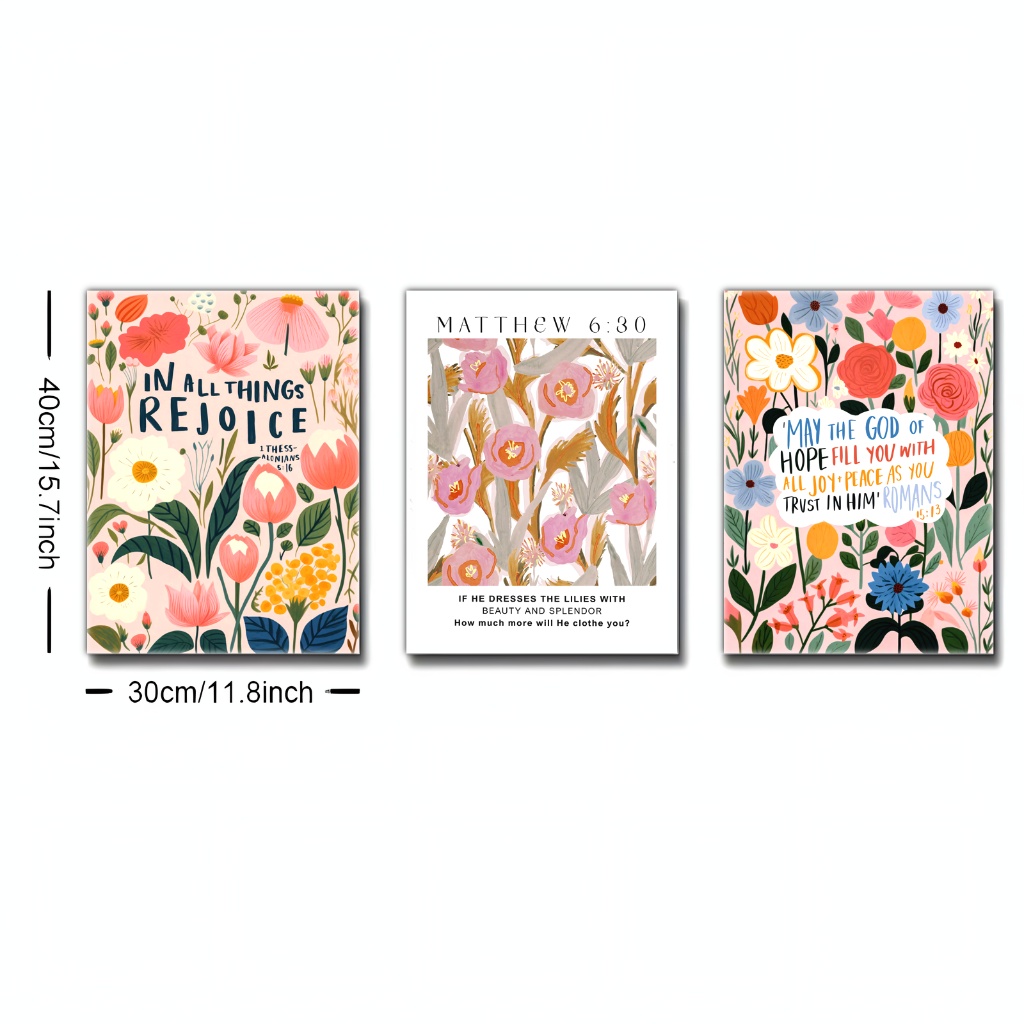 40cm/15.7inch
30cm/11.8inch
IN ALL THINGS
REJOICE
1 THESS-
ALONIANS
5:16
MATTHEW 6:30
IF HE DRESSES THE LILIES WITH
BEAUTY AND SPLENDOR
How much more will He clothe you?
'MAY THE GOD OF
HOPE FILL YOU WITH
ALL JOY + PEACE AS YOU
TRUST IN HIM' ROMANS
15:13